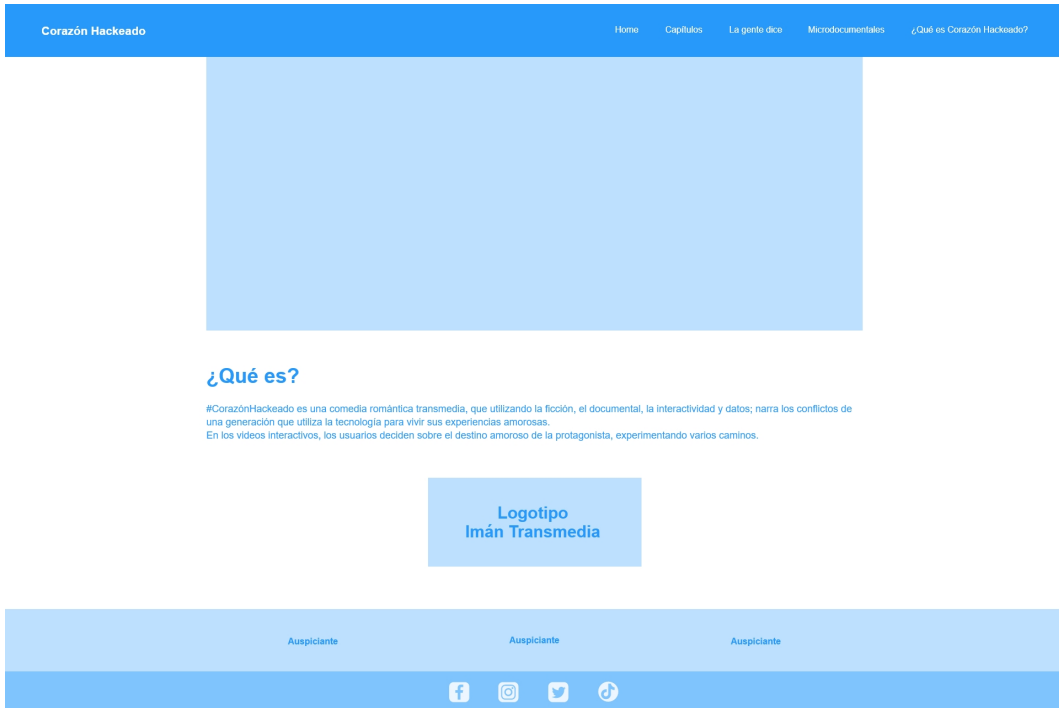 Corazón Hackeado
Home
Capítulos
La gente dice
Microdocumentales
¿Qué es Corazón Hackeado?
¿Qué es?
#CorazónHackeado es una comedia romántica transmedia, que utilizando la ficción, el documental, la interactividad y datos; narra los conflictos de
una generación que utiliza la tecnología para vivir sus experiencias amorosas.
En los videos interactivos, los usuarios deciden sobre el destino amoroso de la protagonista, experimentando varios caminos.
Logotipo
Imán Transmedia
Auspiciante
Auspiciante
Auspiciante